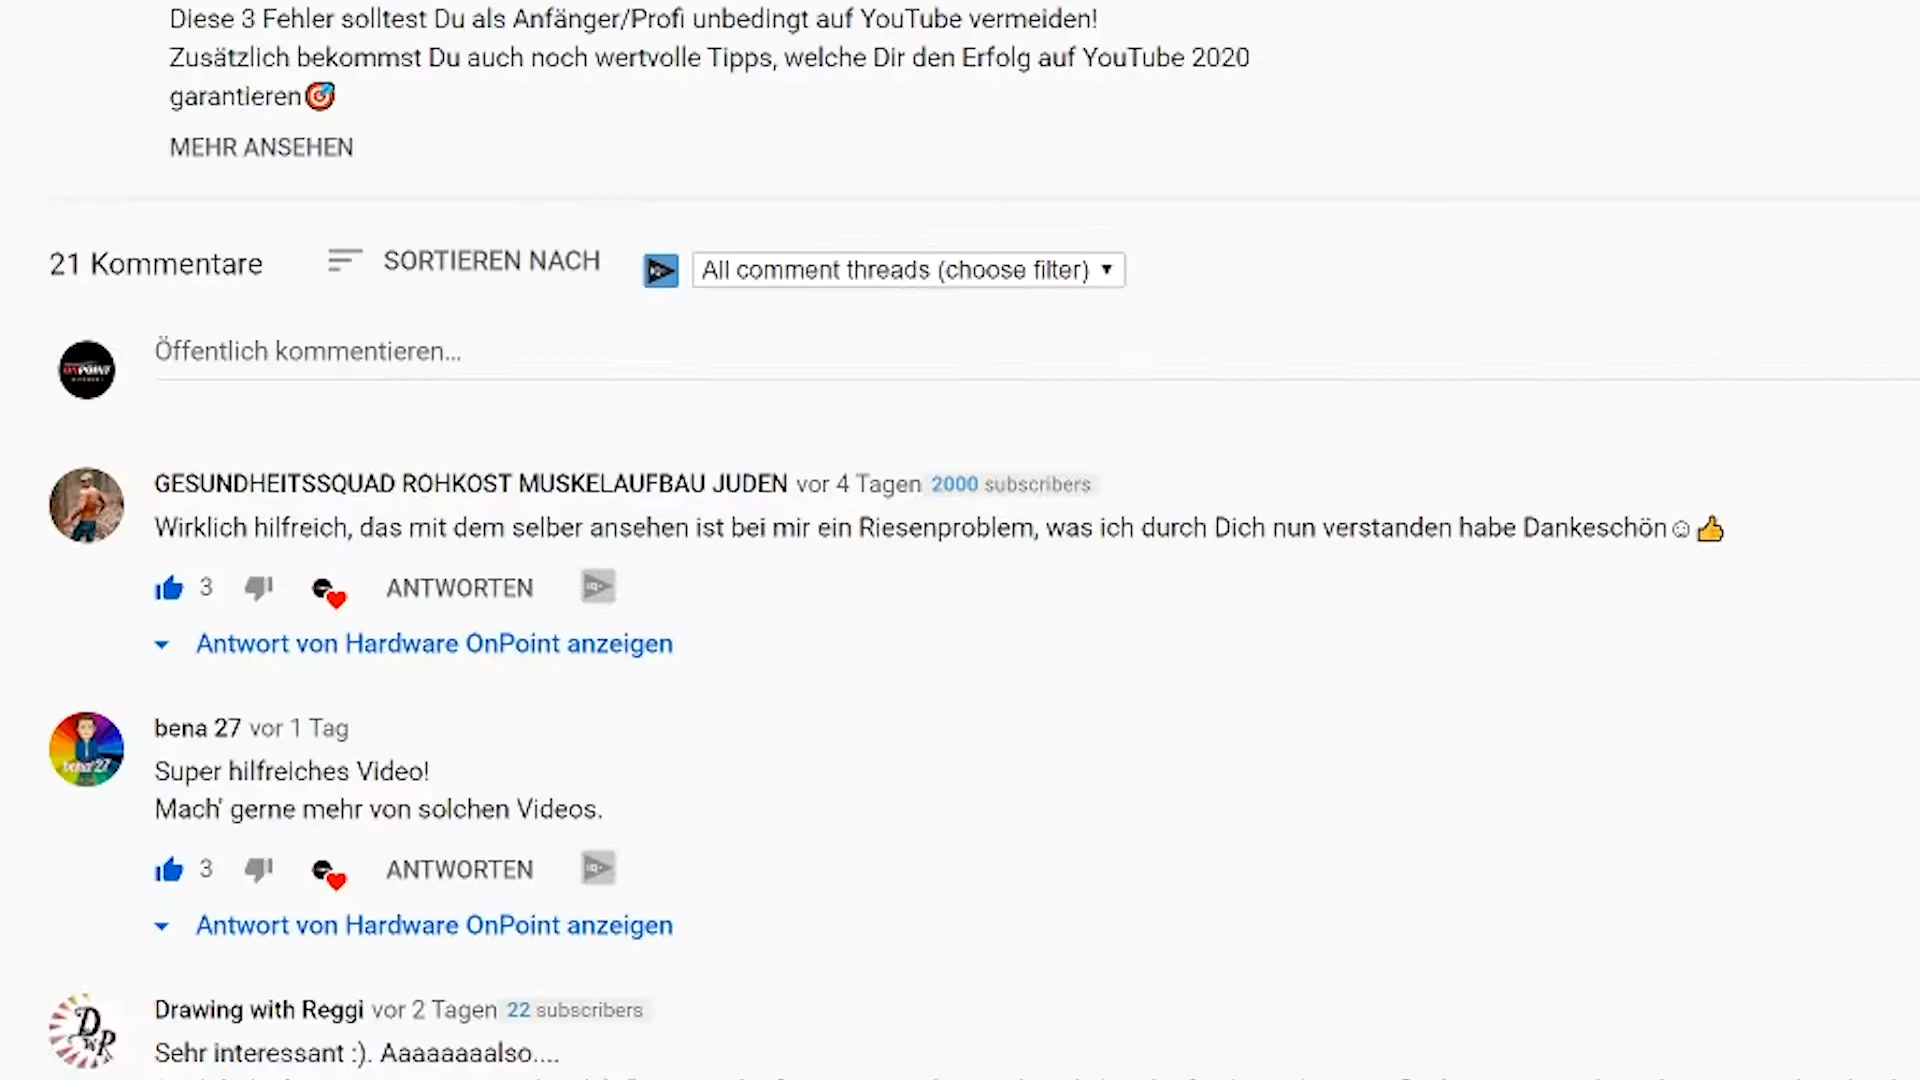 Diese 3 Fehler solltest Du als Anfänger/Profi unbedingt auf YouTube vermeiden!
Zusätzlich bekommst Du auch noch wertvolle Tipps, welche Dir den Erfolg auf YouTube 2020
garantieren🎯
MEHR ANSEHEN
21 Kommentare SORTIEREN NACH All comment threads (choose filter) ▼
Öffentlich kommentieren...
ONPOINT
GESUNDHEITSSQUAD ROHKOST MUSKELAUFBAU JUDEN vor 4 Tagen 2000 subscribers
Wirklich hilfreich, das mit dem selber ansehen ist bei mir ein Riesenproblem, was ich durch Dich nun verstanden habe Dankeschön☺👍
3 ANTWORTEN
Antwort von Hardware OnPoint anzeigen
bena 27 vor 1 Tag
bena 27
Super hilfreiches Video!
Mach' gerne mehr von solchen Videos.
3 ANTWORTEN
Antwort von Hardware OnPoint anzeigen
Drawing with Reggi vor 2 Tagen 22 subscribers
DwR
Sehr interessant :). Aaaaaaaalso....